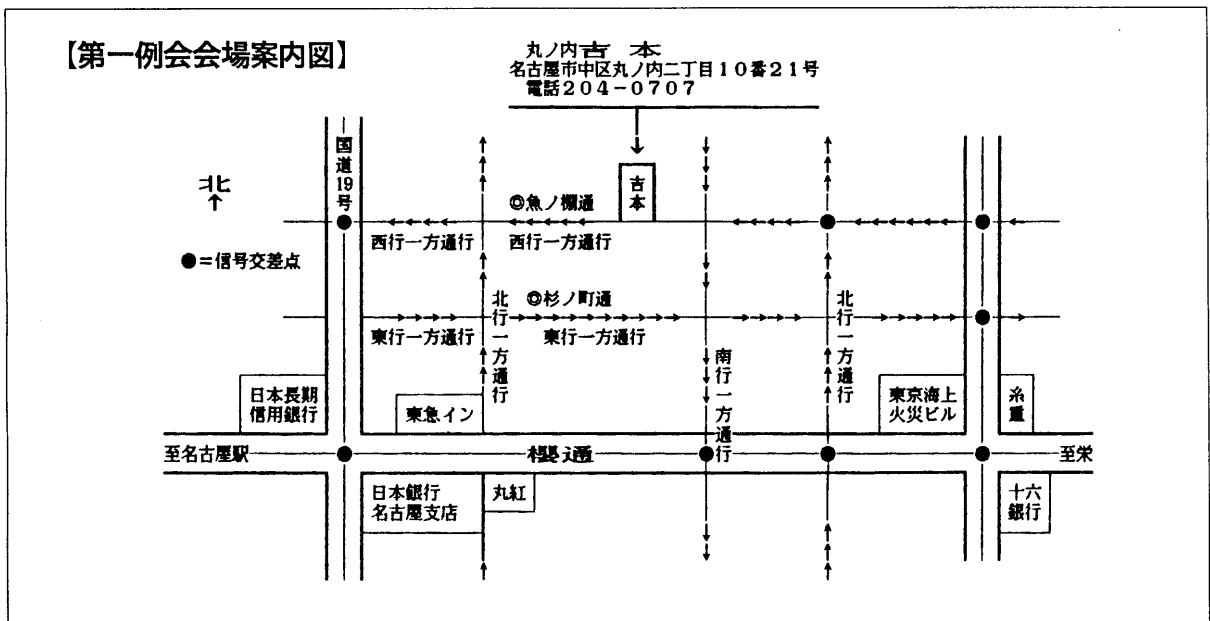 【第一例会会場案内図】
丸ノ内吉本
名古屋市中区丸ノ内二丁目10番21号
電話204-0707
国道19号
北
吉本
◎魚ノ棚通
西行一方通行
西行一方通行
●=信号交差点
北行一方通行
◎杉ノ町通
北行一方通行
東行一方通行
東行一方通行
南行一方通行
日本長期
信用銀行
東急イン
東京海上
火災ビル
糸重
至名古屋駅
櫻通
至栄
日本銀行
名古屋支店
丸紅
十六
銀行